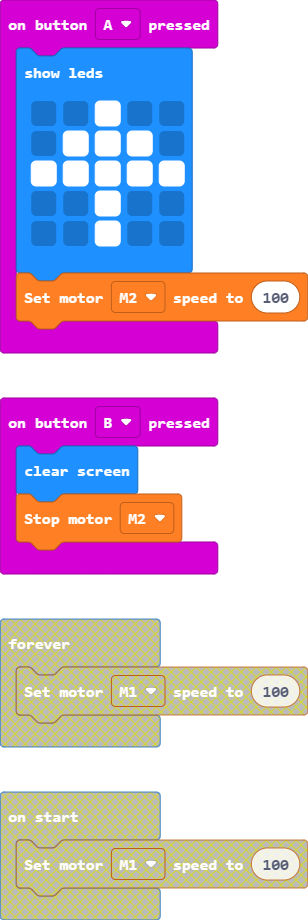 on button A pressed
show leds
Set motor M2 speed to 100
on button B pressed
clear screen
Stop motor M2
forever
Set motor M1 speed to 100
on start
Set motor M1 speed to 100